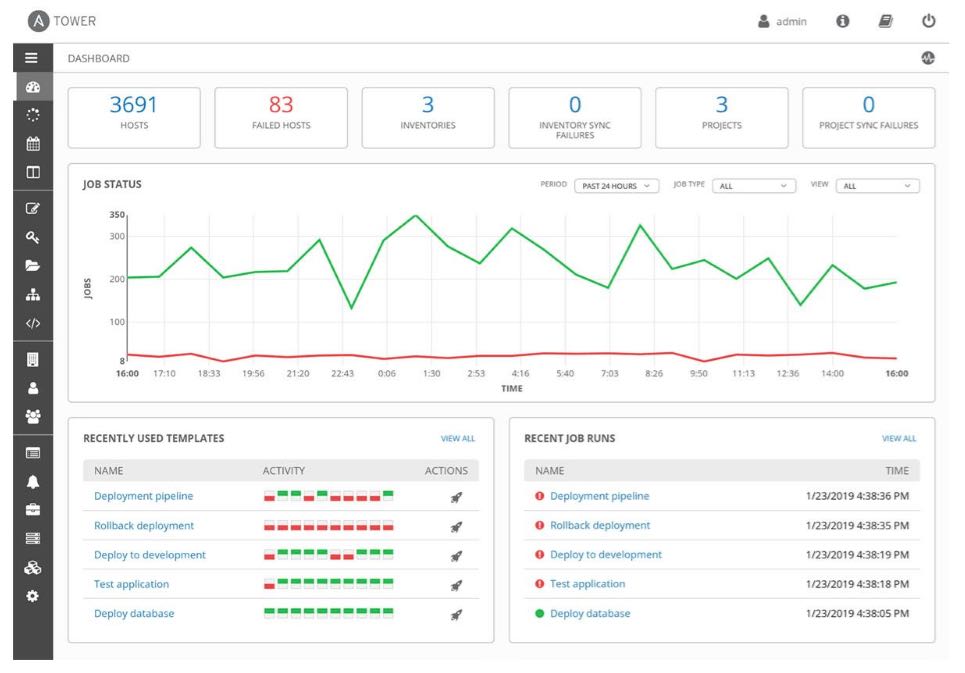 TOWER
admin
DASHBOARD
3691
HOSTS
83
FAILED HOSTS
3
INVENTORIES
0
INVENTORY SYNC
FAILURES
3
PROJECTS
0
PROJECT SYNC FAILURES
JOB STATUS
PERIOD PAST 24 HOURS JOB TYPE ALL VIEW ALL
350
300
200
100
8
JOBS
16:00 17:10 18:33 19:56 21:20 22:43 0:06 1:30 2:53 4:16 5:40 7:03 8:26 9:50 11:13 12:36 14:00 16:00
TIME
RECENTLY USED TEMPLATES VIEW ALL
NAME ACTIVITY ACTIONS
Deployment pipeline
Rollback deployment
Deploy to development
Test application
Deploy database
RECENT JOB RUNS VIEW ALL
NAME TIME
Deployment pipeline 1/23/2019 4:38:36 PM
Rollback deployment 1/23/2019 4:38:35 PM
Deploy to development 1/23/2019 4:38:19 PM
Test application 1/23/2019 4:38:18 PM
Deploy database 1/23/2019 4:38:05 PM